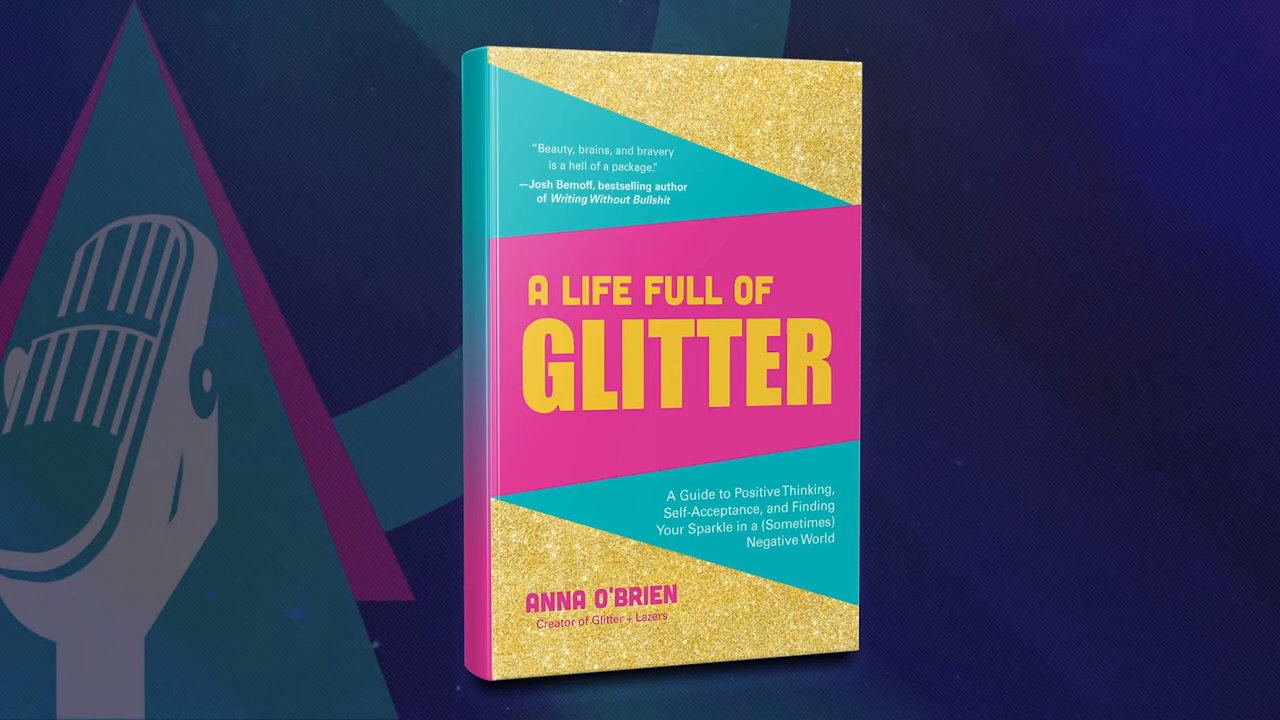 “Beauty, brains, and bravery
is a hell of a package.”
—Josh Bernoff, bestselling author
of Writing Without Bullshit
A LIFE FULL OF
GLITTER
A Guide to Positive Thinking,
Self-Acceptance, and Finding
Your Sparkle in a (Sometimes)
Negative World
ANNA O'BRIEN
Creator of Glitter + Lazers